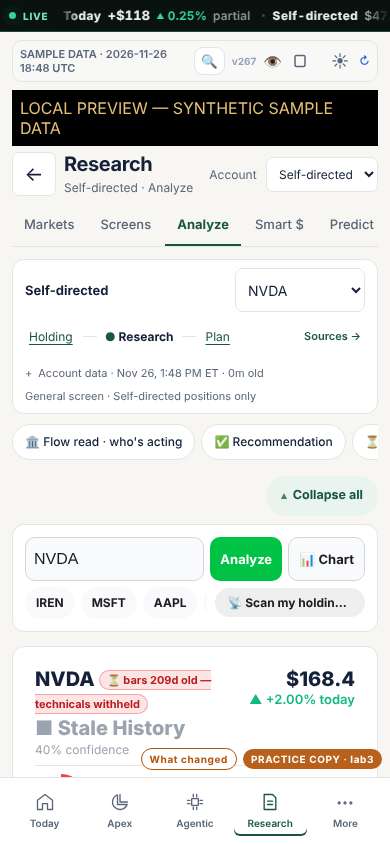 LIVE Today +$118 ▲ 0.25% partial · Self-directed $47
SAMPLE DATA · 2026-11-26
18:48 UTC
v267
LOCAL PREVIEW — SYNTHETIC SAMPLE
DATA
Research
Self-directed · Analyze
Account
Self-directed
Markets Screens Analyze Smart $ Predict
Self-directed
NVDA
Holding Research Plan
Sources →
+ Account data · Nov 26, 1:48 PM ET · 0m old
General screen · Self-directed positions only
Flow read · who's acting
Recommendation
▲ Collapse all
NVDA
Analyze
Chart
IREN MSFT AAPL
Scan my holdin...
NVDA
bars 209d old —
technicals withheld
$168.4
▲ +2.00% today
Stale History
40% confidence
What changed
PRACTICE COPY · lab3
Today Apex Agentic Research More